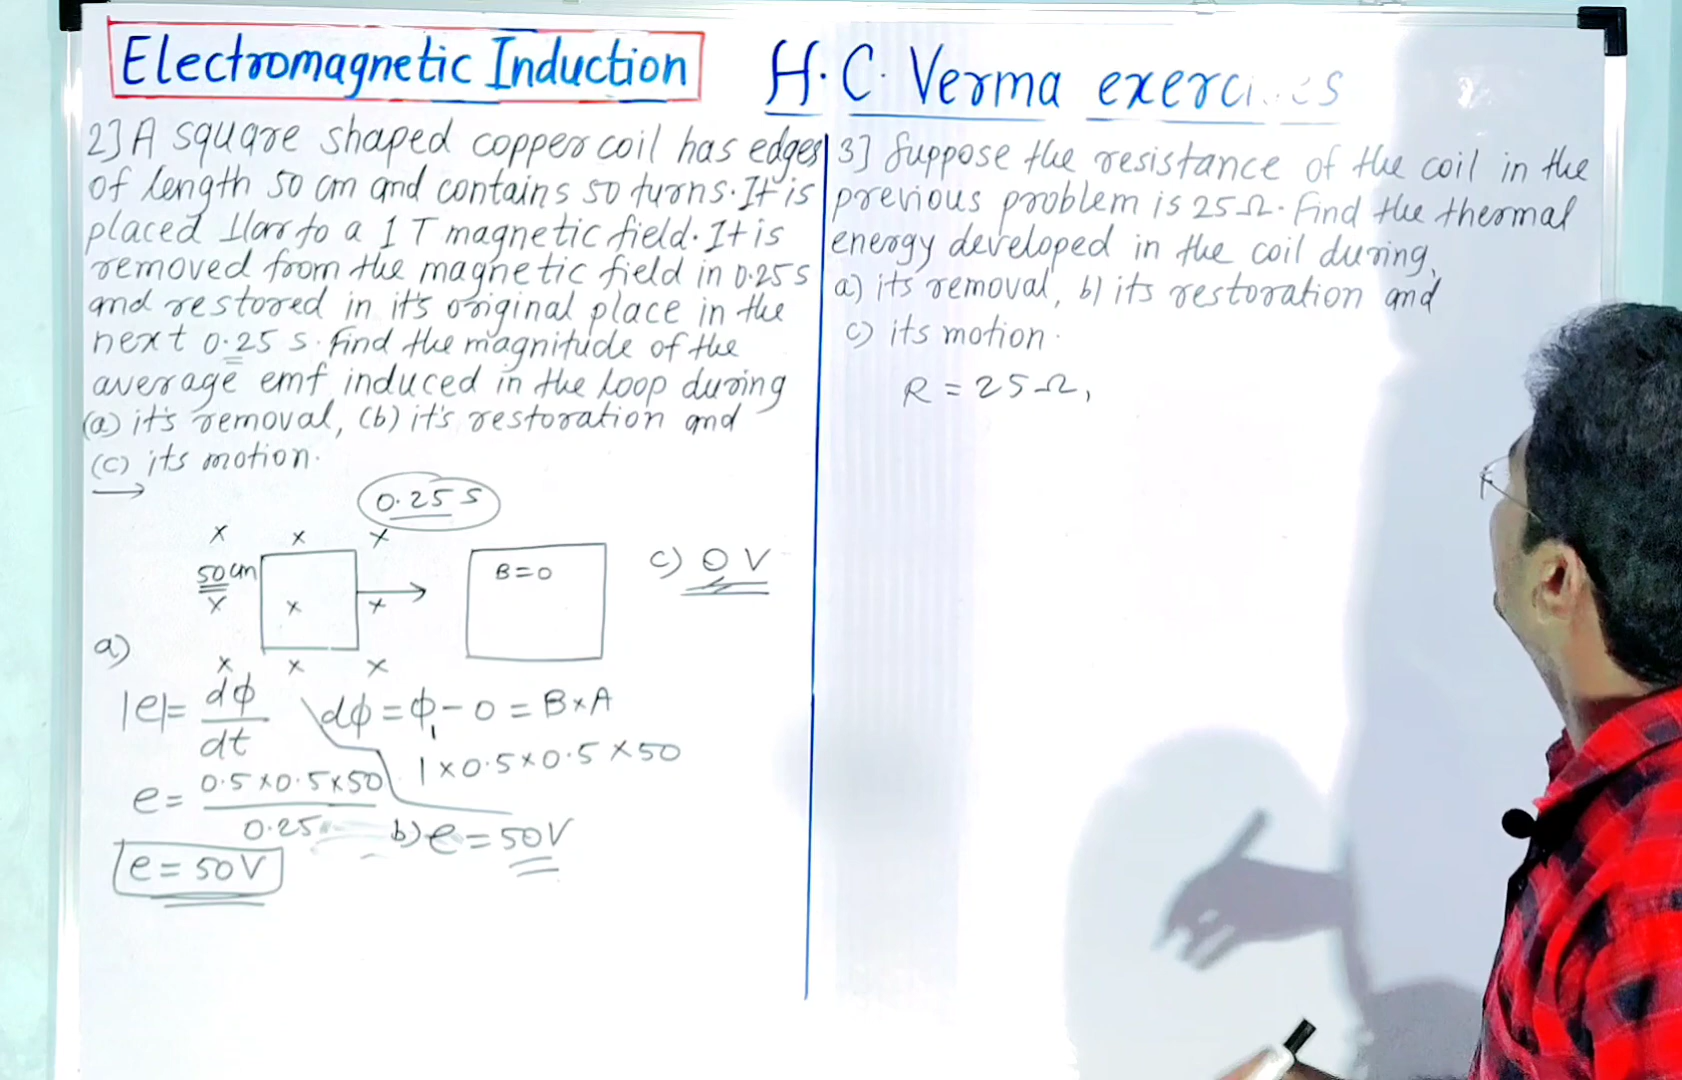 Electromagnetic Induction
H.C. Verma exercises
2] A square shaped copper coil has edges
of length 50 cm and contains 50 turns. It is
placed ⊥lar to a 1 T magnetic field. It is
removed from the magnetic field in 0.25 s
and restored in it's original place in the
next 0.25 s. Find the magnitude of the
average emf induced in the loop during
(a) it's removal, (b) it's restoration and
(c) its motion.
0.25 s
x x x
50 cm
x x x
B=0
c) 0 V
a)
x x x
|e|= dϕ/dt
dϕ = ϕ₁ - 0 = B×A
1×0.5×0.5×50
e= 0.5×0.5×50/0.25
b) e=50V
e=50V
3] Suppose the resistance of the coil in the
previous problem is 25Ω. Find the thermal
energy developed in the coil during,
a) its removal, b) its restoration and
c) its motion.
R = 25Ω,